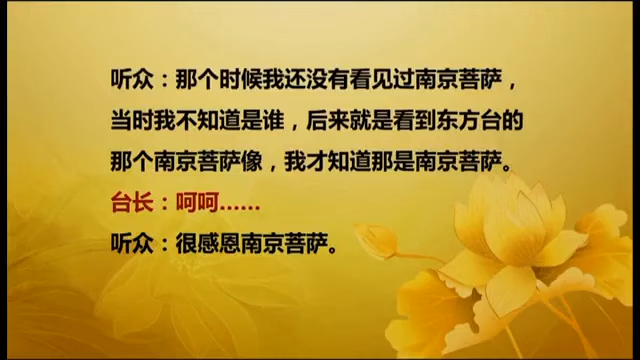 听众：那个时候我还没有看见过南京菩萨，
当时我不知道是谁，后来就是看到东方台的
那个南京菩萨像，我才知道那是南京菩萨。
台长：呵呵……
听众：很感恩南京菩萨。